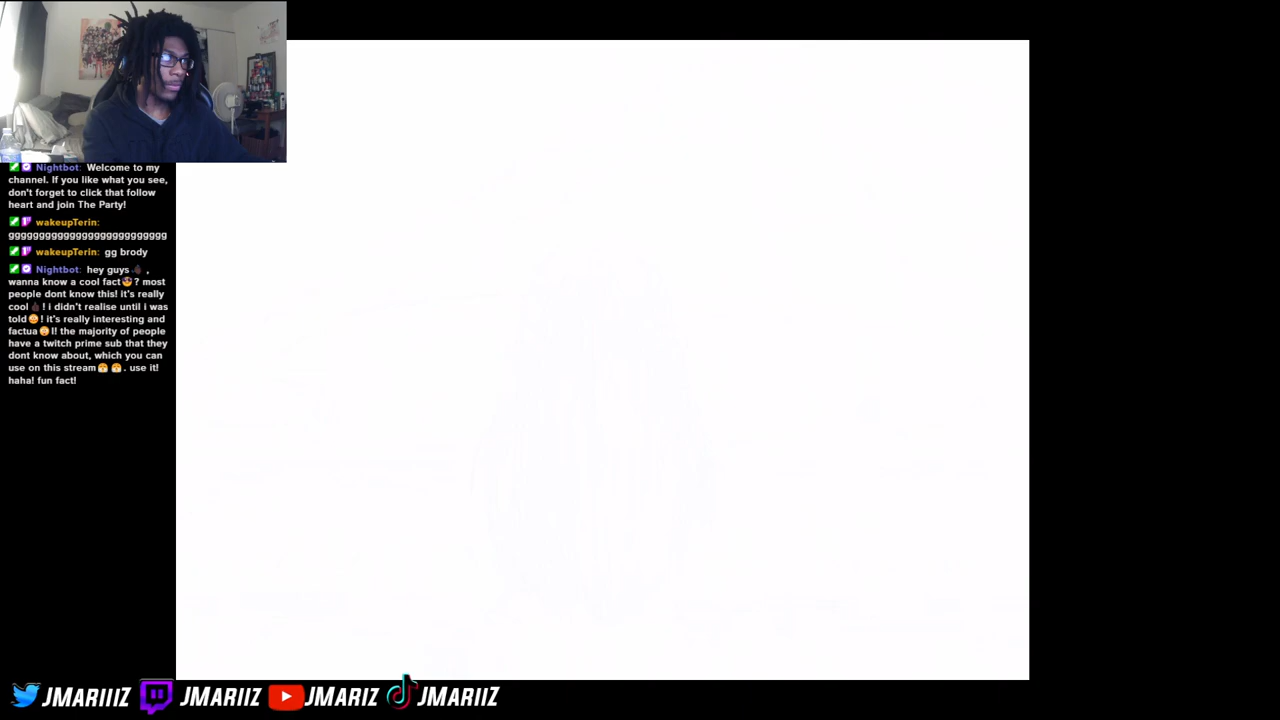 Nightbot: Welcome to my
channel. If you like what you see,
don't forget to click that follow
heart and join The Party!
wakeupTerin:
gggggggggggggggggggggggggg
wakeupTerin: gg brody
Nightbot: hey guys🖕🏿 ,
wanna know a cool fact? most
people dont know this! it's really
cool! i didn't realise until i was
told! it's really interesting and
factua l! the majority of people
have a twitch prime sub that they
dont know about, which you can
use on this stream. use it!
haha! fun fact!
JMARIIIZ JMARIIZ JMARIZ JMARIIZ